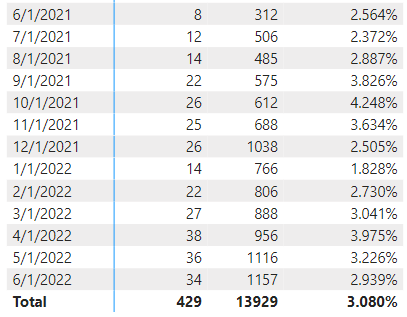 6/1/2021 8 312 2.564%
7/1/2021 12 506 2.372%
8/1/2021 14 485 2.887%
9/1/2021 22 575 3.826%
10/1/2021 26 612 4.248%
11/1/2021 25 688 3.634%
12/1/2021 26 1038 2.505%
1/1/2022 14 766 1.828%
2/1/2022 22 806 2.730%
3/1/2022 27 888 3.041%
4/1/2022 38 956 3.975%
5/1/2022 36 1116 3.226%
6/1/2022 34 1157 2.939%
Total 429 13929 3.080%